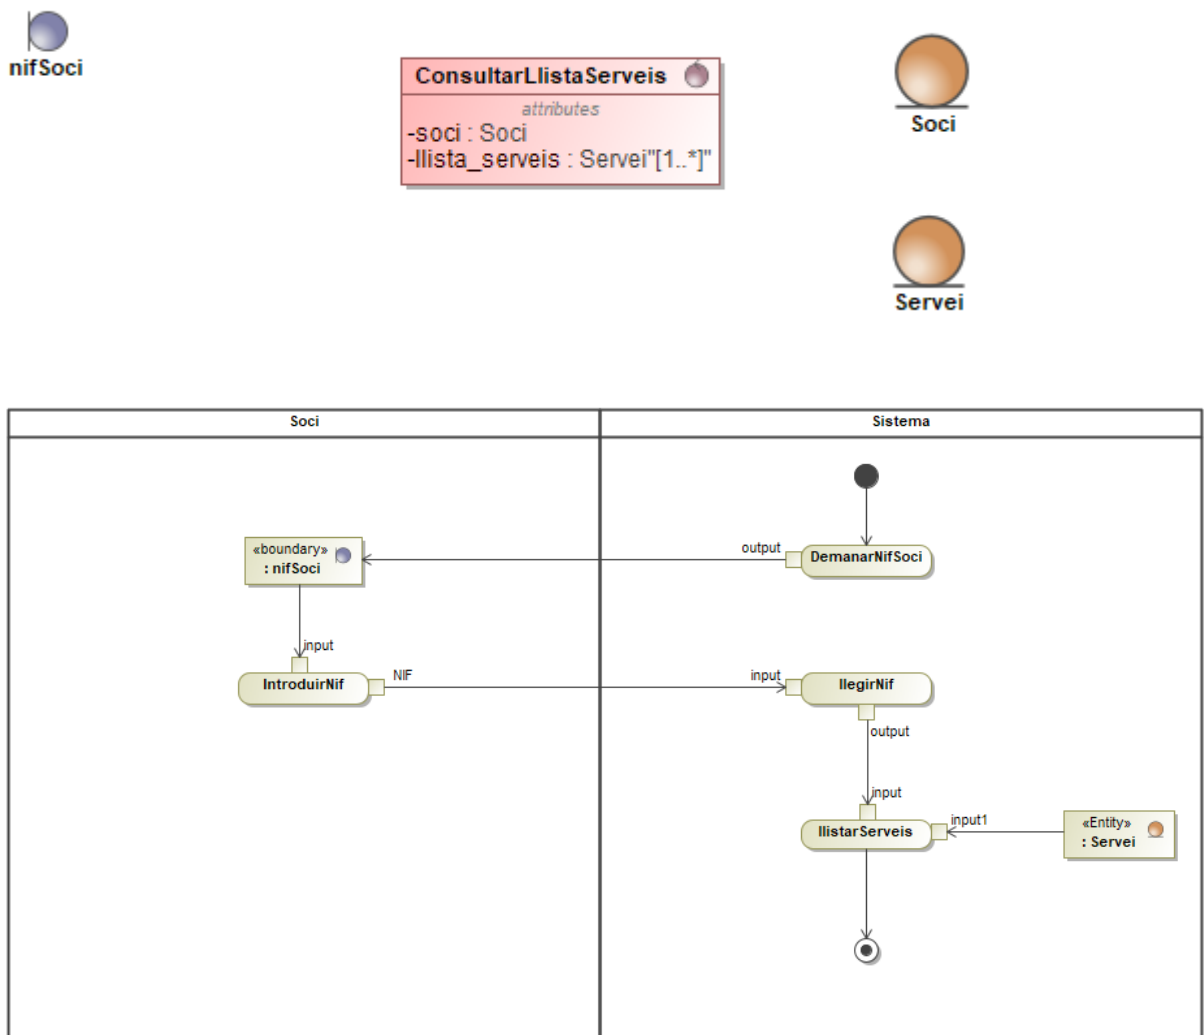 nifSoci
ConsultarLlistaServeis
attributes
-soci : Soci
-llista_serveis : Servei"[1..*]"
Soci
Servei
Soci
Sistema
«boundary»
: nifSoci
output
DemanarNifSoci
input
IntroduirNif
NIF
input
llegirNif
output
input
llistarServeis
input1
«Entity»
: Servei